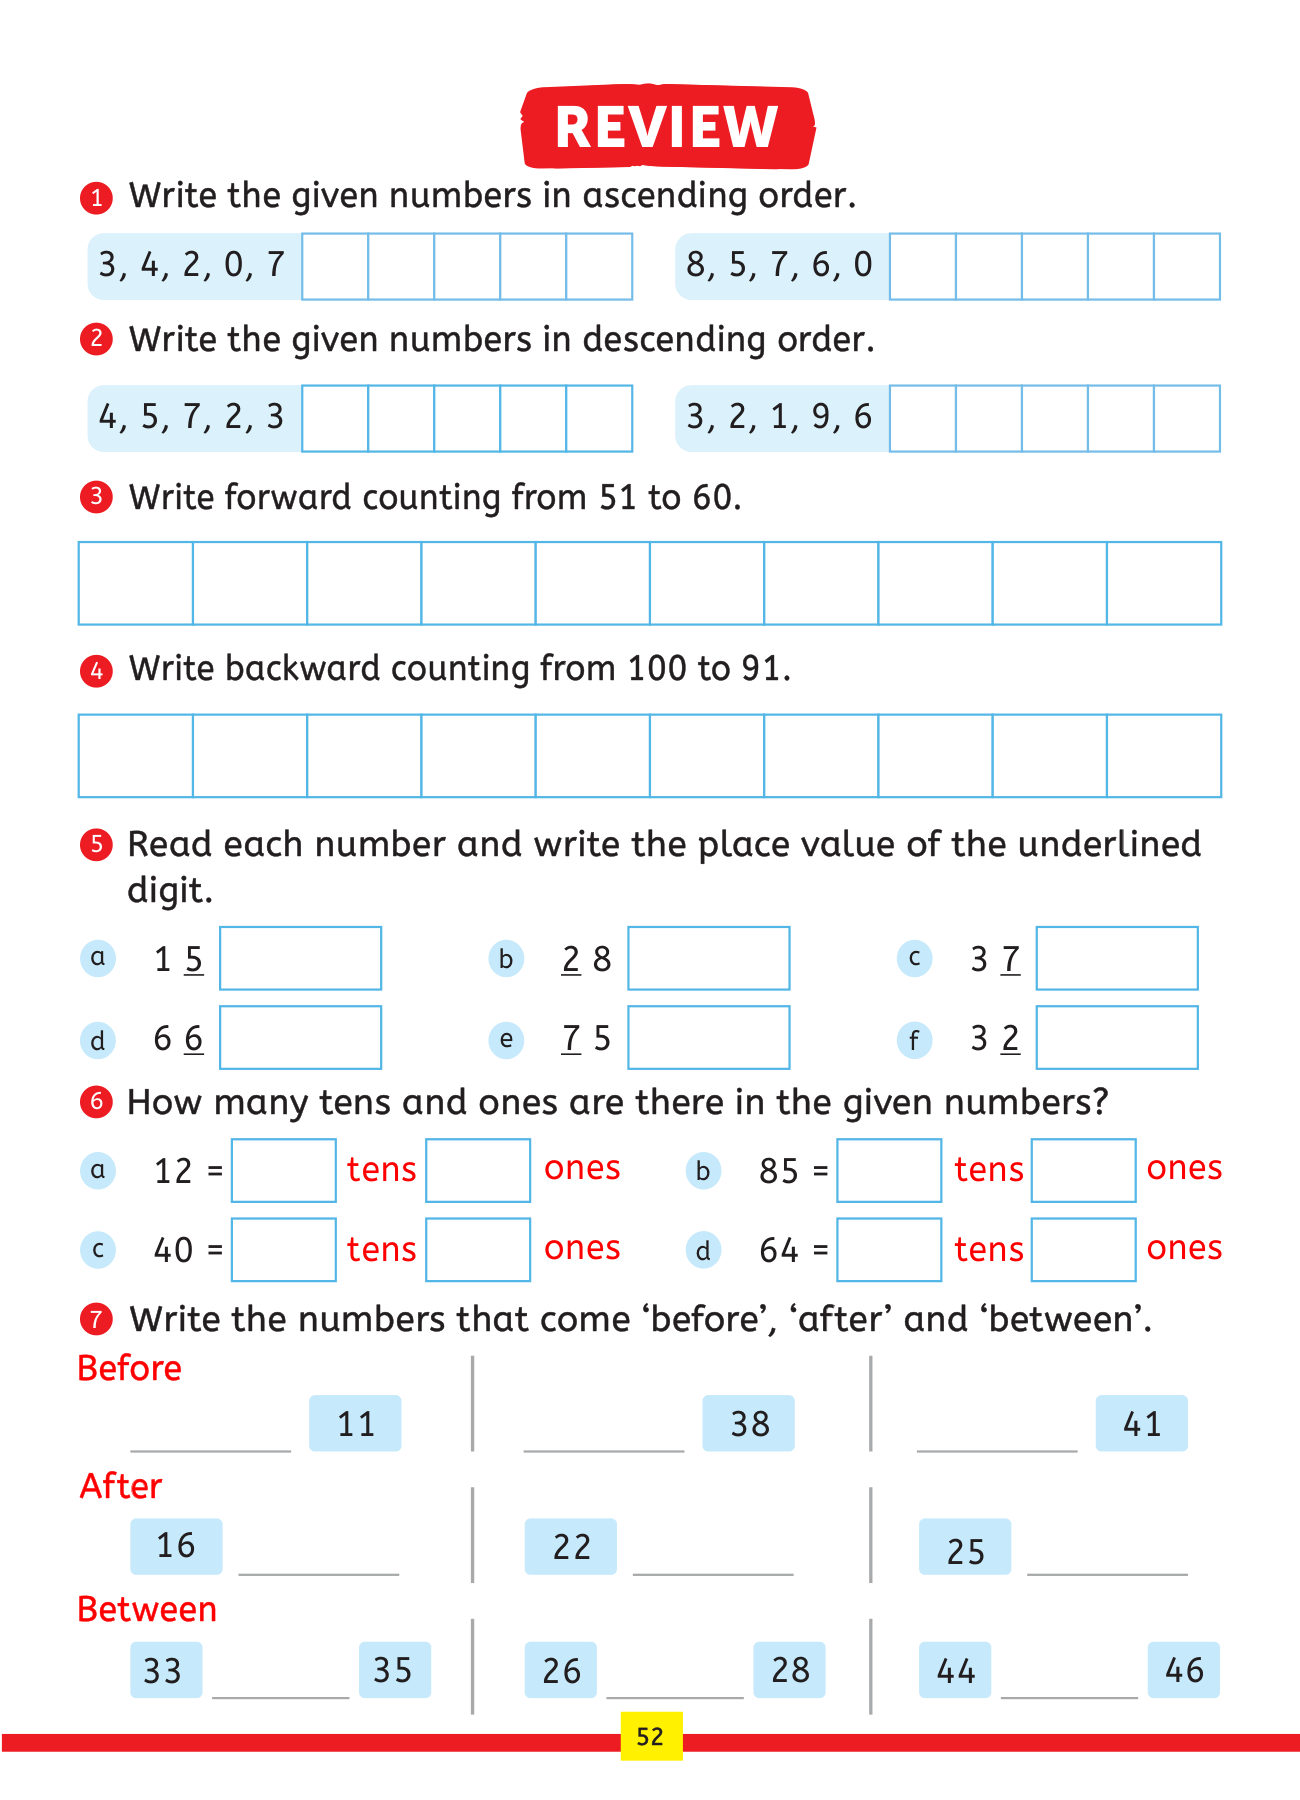 REVIEW
1 Write the given numbers in ascending order.
3, 4, 2, 0, 7 8, 5, 7, 6, 0
2 Write the given numbers in descending order.
4, 5, 7, 2, 3 3, 2, 1, 9, 6
3 Write forward counting from 51 to 60.
4 Write backward counting from 100 to 91.
5 Read each number and write the place value of the underlined
digit.
a 1 5 b 2 8 c 3 7
d 6 6 e 7 5 f 3 2
6 How many tens and ones are there in the given numbers?
a 12 = tens ones b 85 = tens ones
c 40 = tens ones d 64 = tens ones
7 Write the numbers that come ‘before’, ‘after’ and ‘between’.
Before
11 38 41
After
16 22 25
Between
33 35 26 28 44 46
52